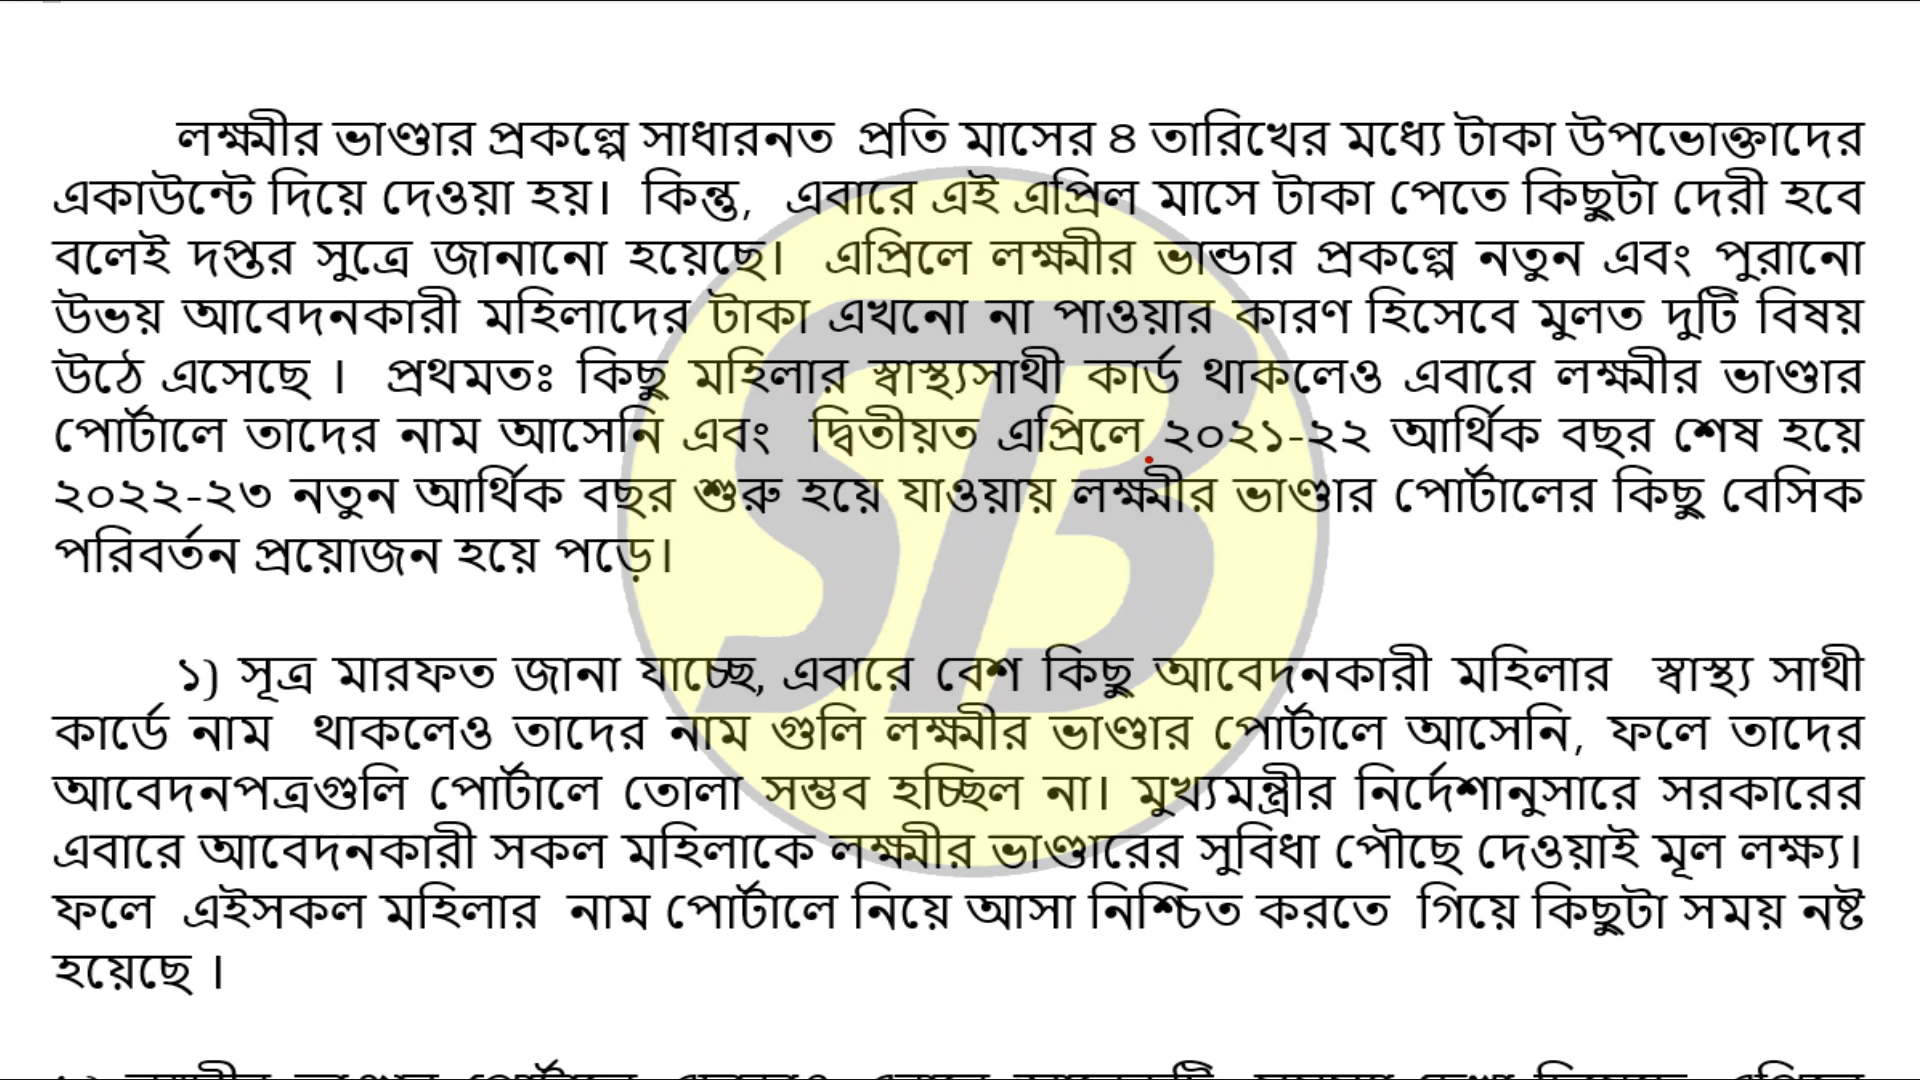 লক্ষ্মীর ভাণ্ডার প্রকল্পে সাধারনত প্রতি মাসের ৪ তারিখের মধ্যে টাকা উপভোক্তাদের
একাউন্টে দিয়ে দেওয়া হয়। কিন্তু, এবারে এই এপ্রিল মাসে টাকা পেতে কিছুটা দেরী হবে
বলেই দপ্তর সুত্রে জানানো হয়েছে। এপ্রিলে লক্ষ্মীর ভান্ডার প্রকল্পে নতুন এবং পুরানো
উভয় আবেদনকারী মহিলাদের টাকা এখনো না পাওয়ার কারণ হিসেবে মুলত দুটি বিষয়
উঠে এসেছে । প্রথমতঃ কিছু মহিলার স্বাস্থ্যসাথী কার্ড থাকলেও এবারে লক্ষ্মীর ভাণ্ডার
পোর্টালে তাদের নাম আসেনি এবং দ্বিতীয়ত এপ্রিলে ২০২১-২২ আর্থিক বছর শেষ হয়ে
২০২২-২৩ নতুন আর্থিক বছর শুরু হয়ে যাওয়ায় লক্ষ্মীর ভাণ্ডার পোর্টালের কিছু বেসিক
পরিবর্তন প্রয়োজন হয়ে পড়ে।
SB
১) সূত্র মারফত জানা যাচ্ছে, এবারে বেশ কিছু আবেদনকারী মহিলার স্বাস্থ্য সাথী
কার্ডে নাম থাকলেও তাদের নাম গুলি লক্ষ্মীর ভাণ্ডার পোর্টালে আসেনি, ফলে তাদের
আবেদনপত্রগুলি পোর্টালে তোলা সম্ভব হচ্ছিল না। মুখ্যমন্ত্রীর নির্দেশানুসারে সরকারের
এবারে আবেদনকারী সকল মহিলাকে লক্ষ্মীর ভাণ্ডারের সুবিধা পৌছে দেওয়াই মূল লক্ষ্য।
ফলে এইসকল মহিলার নাম পোর্টালে নিয়ে আসা নিশ্চিত করতে গিয়ে কিছুটা সময় নষ্ট
হয়েছে ।